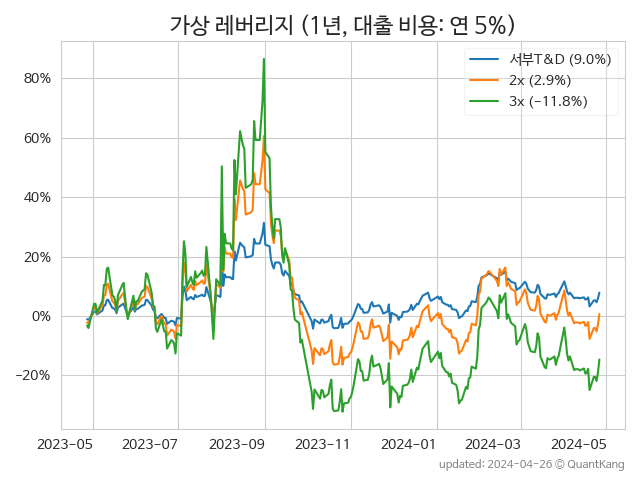 가상 레버리지 (1년, 대출 비용: 연 5%)
서부T&D (9.0%)
2x (2.9%)
3x (−11.8%)
80%
60%
40%
20%
0%
−20%
2023-05 2023-07 2023-09 2023-11 2024-01 2024-03 2024-05
updated: 2024-04-26 © QuantKang